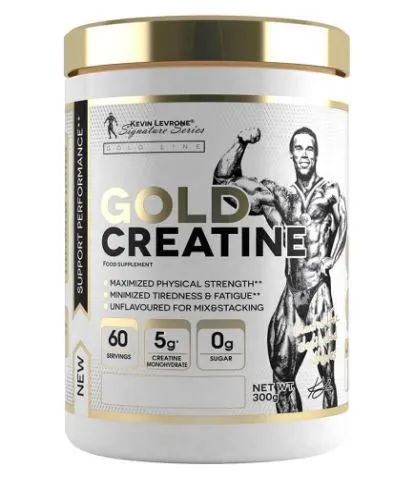 KEVIN LEVRONE®
Signature Series
GOLD LINE
GOLD
CREATINE
FOOD SUPPLEMENT
• MAXIMIZED PHYSICAL STRENGTH**
• MINIMIZED TIREDNESS & FATIGUE**
• UNFLAVOURED FOR MIX&STACKING
60
SERVINGS
5g*
CREATINE
MONOHYDRATE
0g
SUGAR
NET WT
300g
NEW
SUPPORT PERFORMANCE**